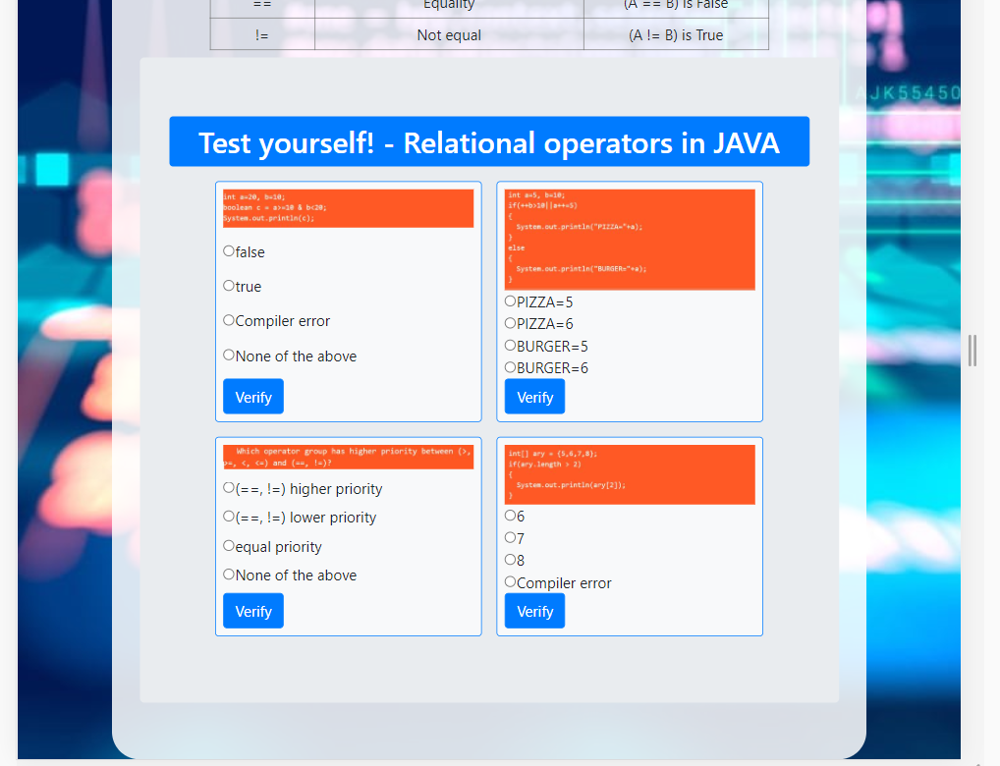 == Equality (A == B) is False
!= Not equal (A != B) is True
AJK55450
Test yourself! - Relational operators in JAVA
int a=20, b=10;
boolean c = a>=10 & b<20;
System.out.println(c);
false
true
Compiler error
None of the above
Verify
int a=5, b=10;
if(++b>10||a++=5)
{
System.out.println("PIZZA="+a);
}
else
{
System.out.println("BURGER="+a);
}
PIZZA=5
PIZZA=6
BURGER=5
BURGER=6
Verify
Which operator group has higher priority between (>,
>=, <, <=) and (==, !=)?
(==, !=) higher priority
(==, !=) lower priority
equal priority
None of the above
Verify
int[] ary = {5,6,7,8};
if(ary.length > 2)
{
System.out.println(ary[2]);
}
6
7
8
Compiler error
Verify